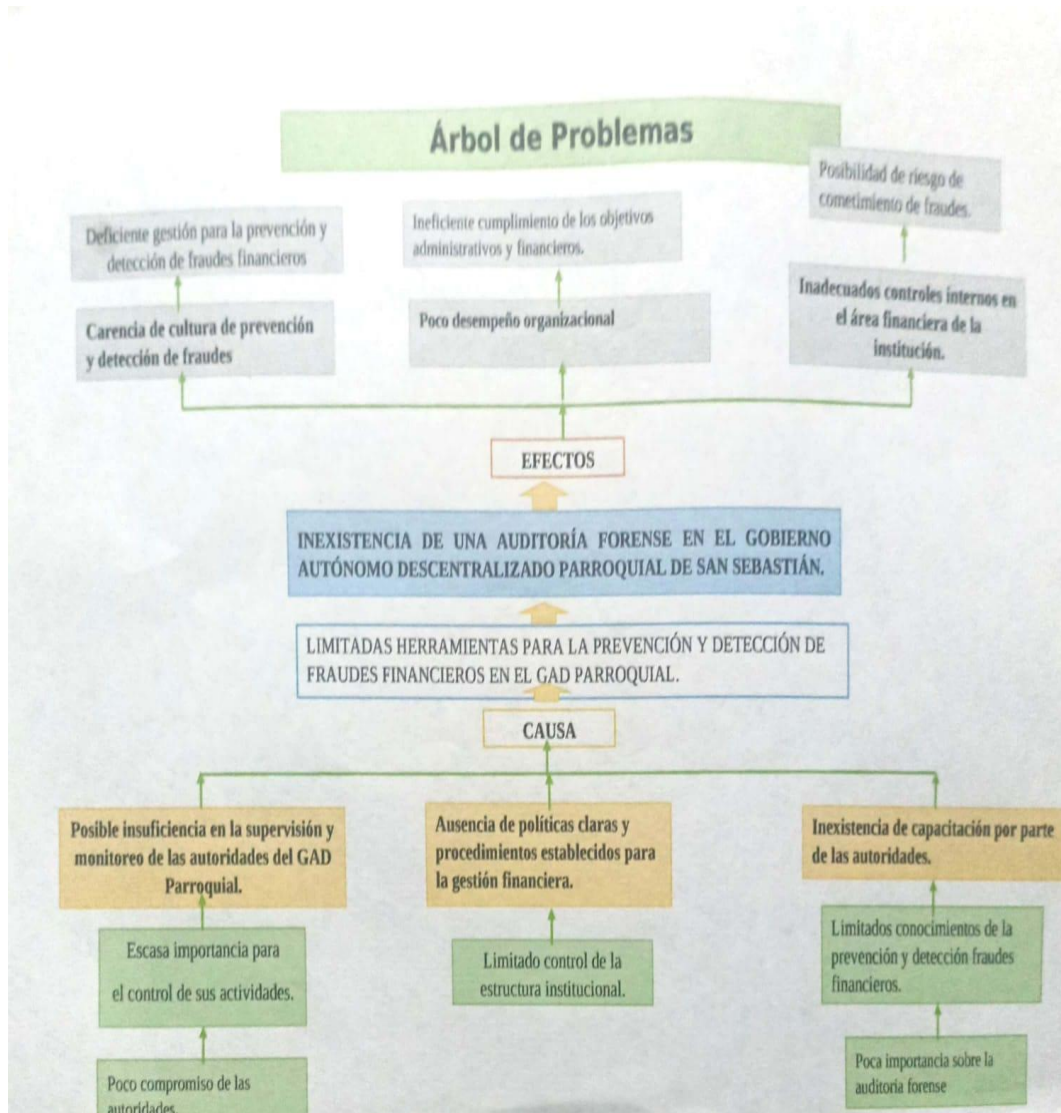 Árbol de Problemas
Deficiente gestión para la prevención y
detección de fraudes financieros
Ineficiente cumplimiento de los objetivos
administrativos y financieros.
Posibilidad de riesgo de
cometimiento de fraudes.
Carencia de cultura de prevención
y detección de fraudes
Poco desempeño organizacional
Inadecuados controles internos en
el área financiera de la
institución.
EFECTOS
INEXISTENCIA DE UNA AUDITORÍA FORENSE EN EL GOBIERNO
AUTÓNOMO DESCENTRALIZADO PARROQUIAL DE SAN SEBASTIÁN.
LIMITADAS HERRAMIENTAS PARA LA PREVENCIÓN Y DETECCIÓN DE
FRAUDES FINANCIEROS EN EL GAD PARROQUIAL.
CAUSA
Posible insuficiencia en la supervisión y
monitoreo de las autoridades del GAD
Parroquial.
Ausencia de políticas claras y
procedimientos establecidos para
la gestión financiera.
Inexistencia de capacitación por parte
de las autoridades.
Escasa importancia para
el control de sus actividades.
Limitado control de la
estructura institucional.
Limitados conocimientos de la
prevención y detección fraudes
financieros.
Poco compromiso de las
autoridades.
Poca importancia sobre la
auditoria forense